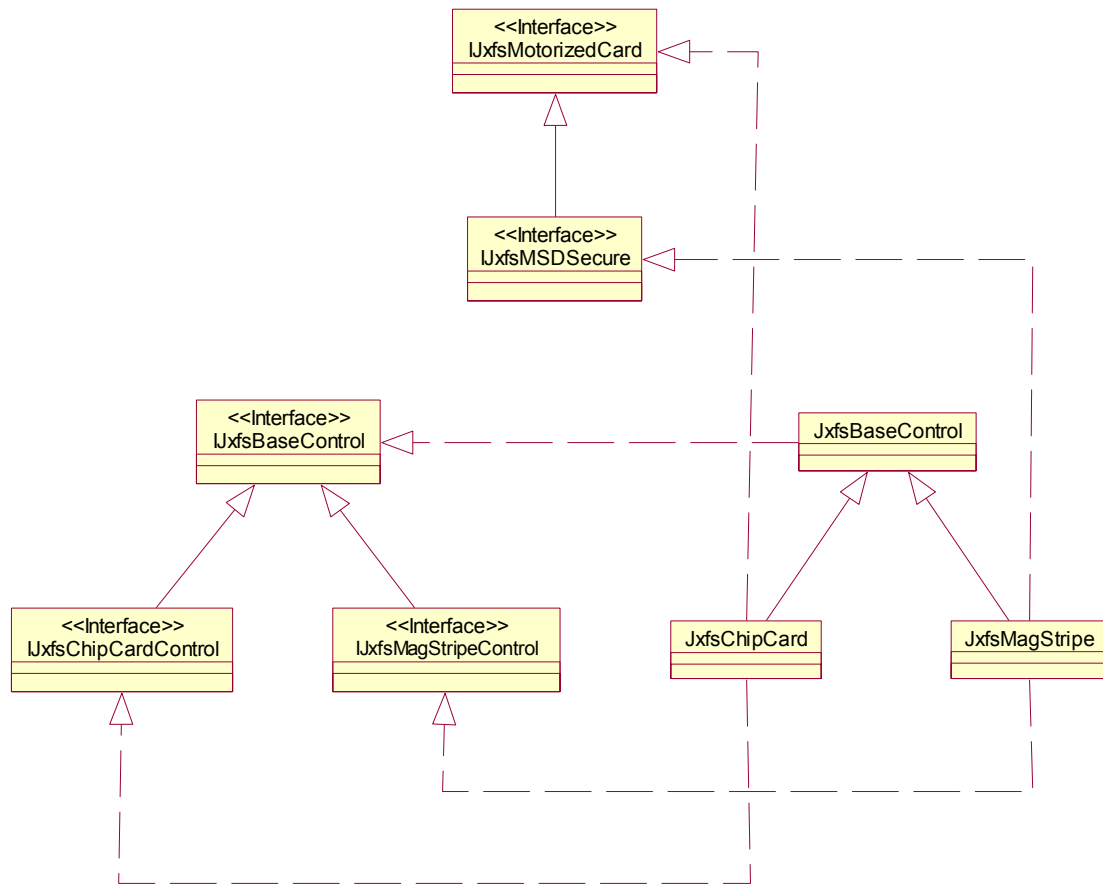 <<Interface>>
IJxfsMotorizedCard
<<Interface>>
IJxfsMSDSecure
<<Interface>>
IJxfsBaseControl
JxfsBaseControl
<<Interface>>
IJxfsChipCardControl
<<Interface>>
IJxfsMagStripeControl
JxfsChipCard
JxfsMagStripe